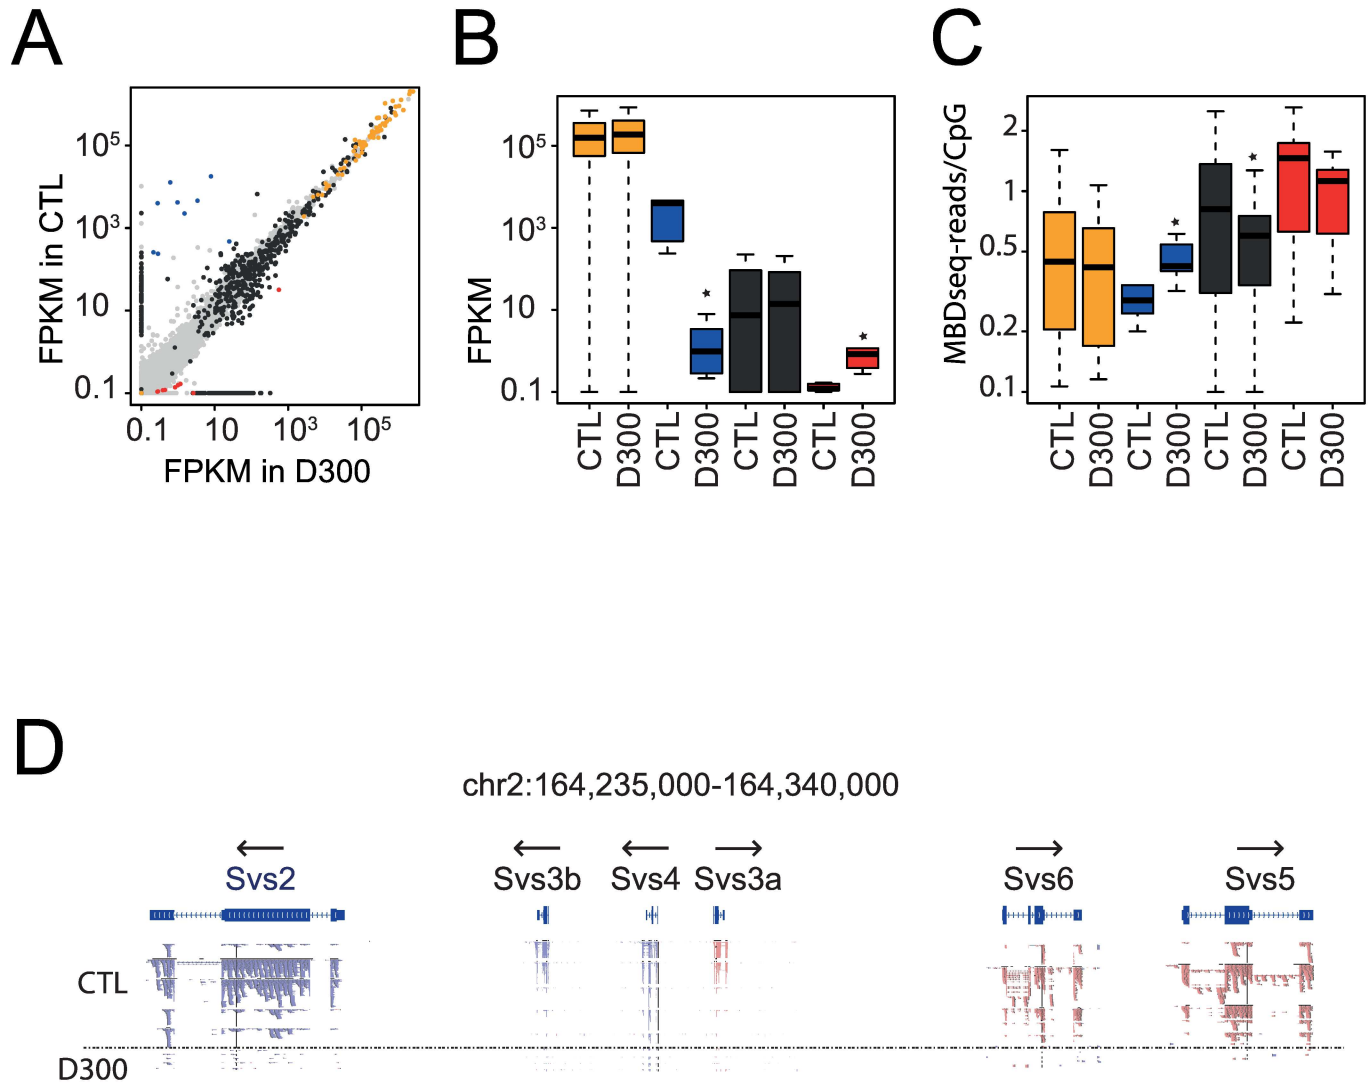 A
B
C
FPKM in CTL
10⁵
10³
10
0.1
0.1 10 10³ 10⁵
FPKM in D300
FPKM
10⁵
10³
10
0.1
CTL
D300
CTL
D300
CTL
D300
CTL
D300
MBDseq-reads/CpG
2
1
0.5
0.2
0.1
CTL
D300
CTL
D300
CTL
D300
CTL
D300
D
chr2:164,235,000-164,340,000
Svs2 Svs3b Svs4 Svs3a Svs6 Svs5
CTL
D300